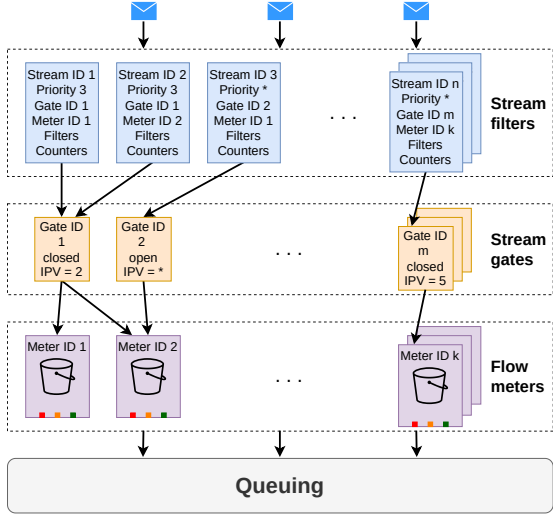 Stream ID 1
Priority 3
Gate ID 1
Meter ID 1
Filters
Counters
Stream ID 2
Priority 3
Gate ID 1
Meter ID 2
Filters
Counters
Stream ID 3
Priority *
Gate ID 2
Meter ID 1
Filters
Counters
. . .
Stream ID n
Priority *
Gate ID m
Meter ID k
Filters
Counters
Stream
filters
Gate ID
1
closed
IPV = 2
Gate ID
2
open
IPV = *
. . .
Gate ID
m
closed
IPV = 5
Stream
gates
Meter ID 1
Meter ID 2
. . .
Meter ID k
Flow
meters
Queuing